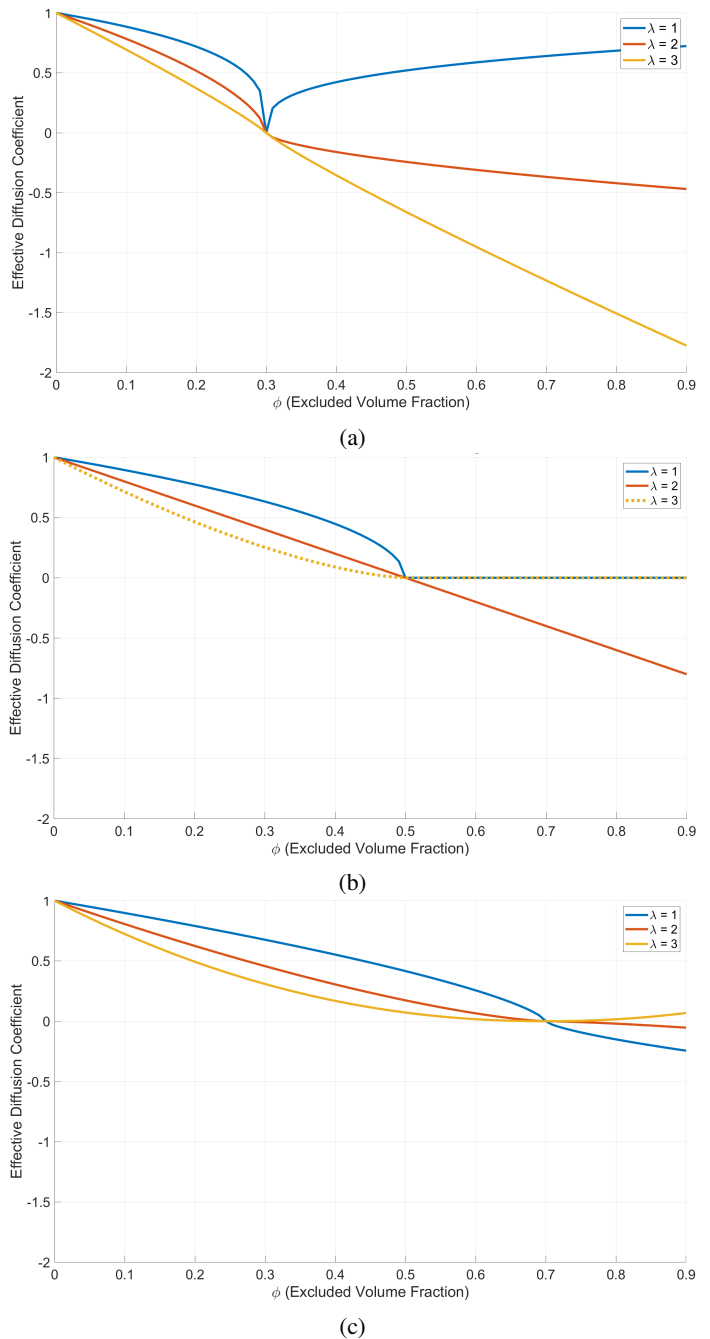 1
0.5
0
-0.5
-1
-1.5
-2
Effective Diffusion Coefficient
λ = 1
λ = 2
λ = 3
0 0.1 0.2 0.3 0.4 0.5 0.6 0.7 0.8 0.9
ϕ (Excluded Volume Fraction)
(a)
1
0.5
0
-0.5
-1
-1.5
-2
Effective Diffusion Coefficient
λ = 1
λ = 2
λ = 3
0 0.1 0.2 0.3 0.4 0.5 0.6 0.7 0.8 0.9
ϕ (Excluded Volume Fraction)
(b)
1
0.5
0
-0.5
-1
-1.5
-2
Effective Diffusion Coefficient
λ = 1
λ = 2
λ = 3
0 0.1 0.2 0.3 0.4 0.5 0.6 0.7 0.8 0.9
ϕ (Excluded Volume Fraction)
(c)